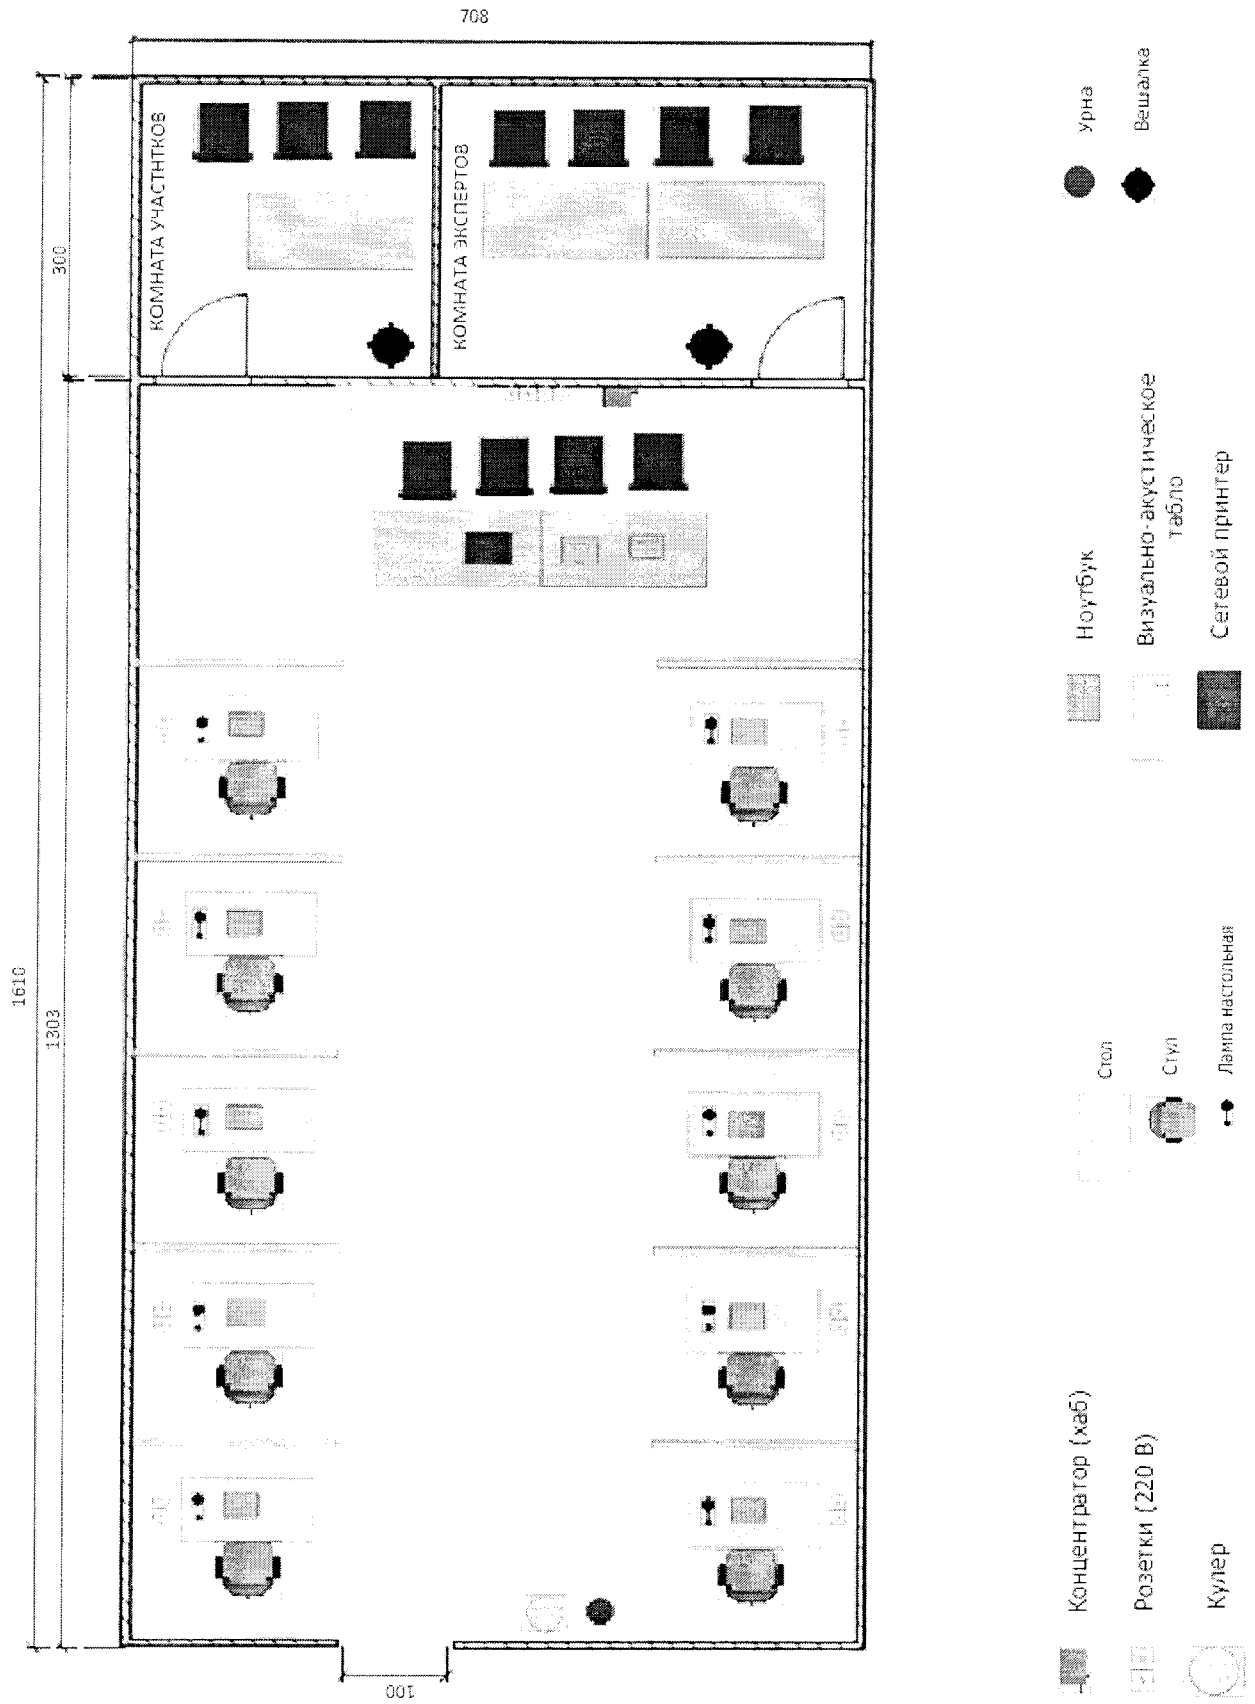 708
1610
1303
300
КОМНАТА УЧАСТНТКОВ
КОМНАТА ЭКСПЕРТОВ
100
Концентратор (хаб)
Розетки (220 В)
Кулер
Стол
Стул
Лампа настольная
Ноутбук
Визуально-акустическое
табло
Сетевой принтер
Урна
Вешалка